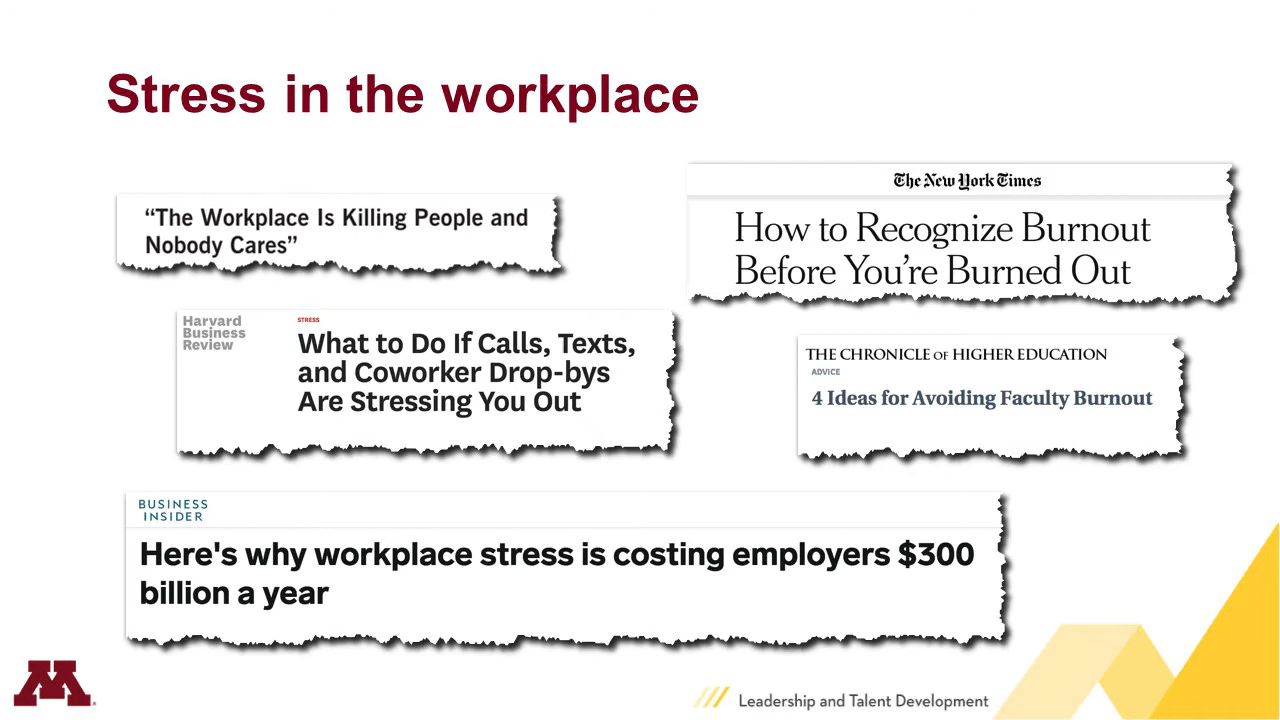 Stress in the workplace
“The Workplace Is Killing People and
Nobody Cares”
The New York Times
How to Recognize Burnout
Before You’re Burned Out
Harvard
Business
Review
STRESS
What to Do If Calls, Texts,
and Coworker Drop-bys
Are Stressing You Out
THE CHRONICLE OF HIGHER EDUCATION
ADVICE
4 Ideas for Avoiding Faculty Burnout
BUSINESS
INSIDER
Here's why workplace stress is costing employers $300
billion a year
M
Leadership and Talent Development